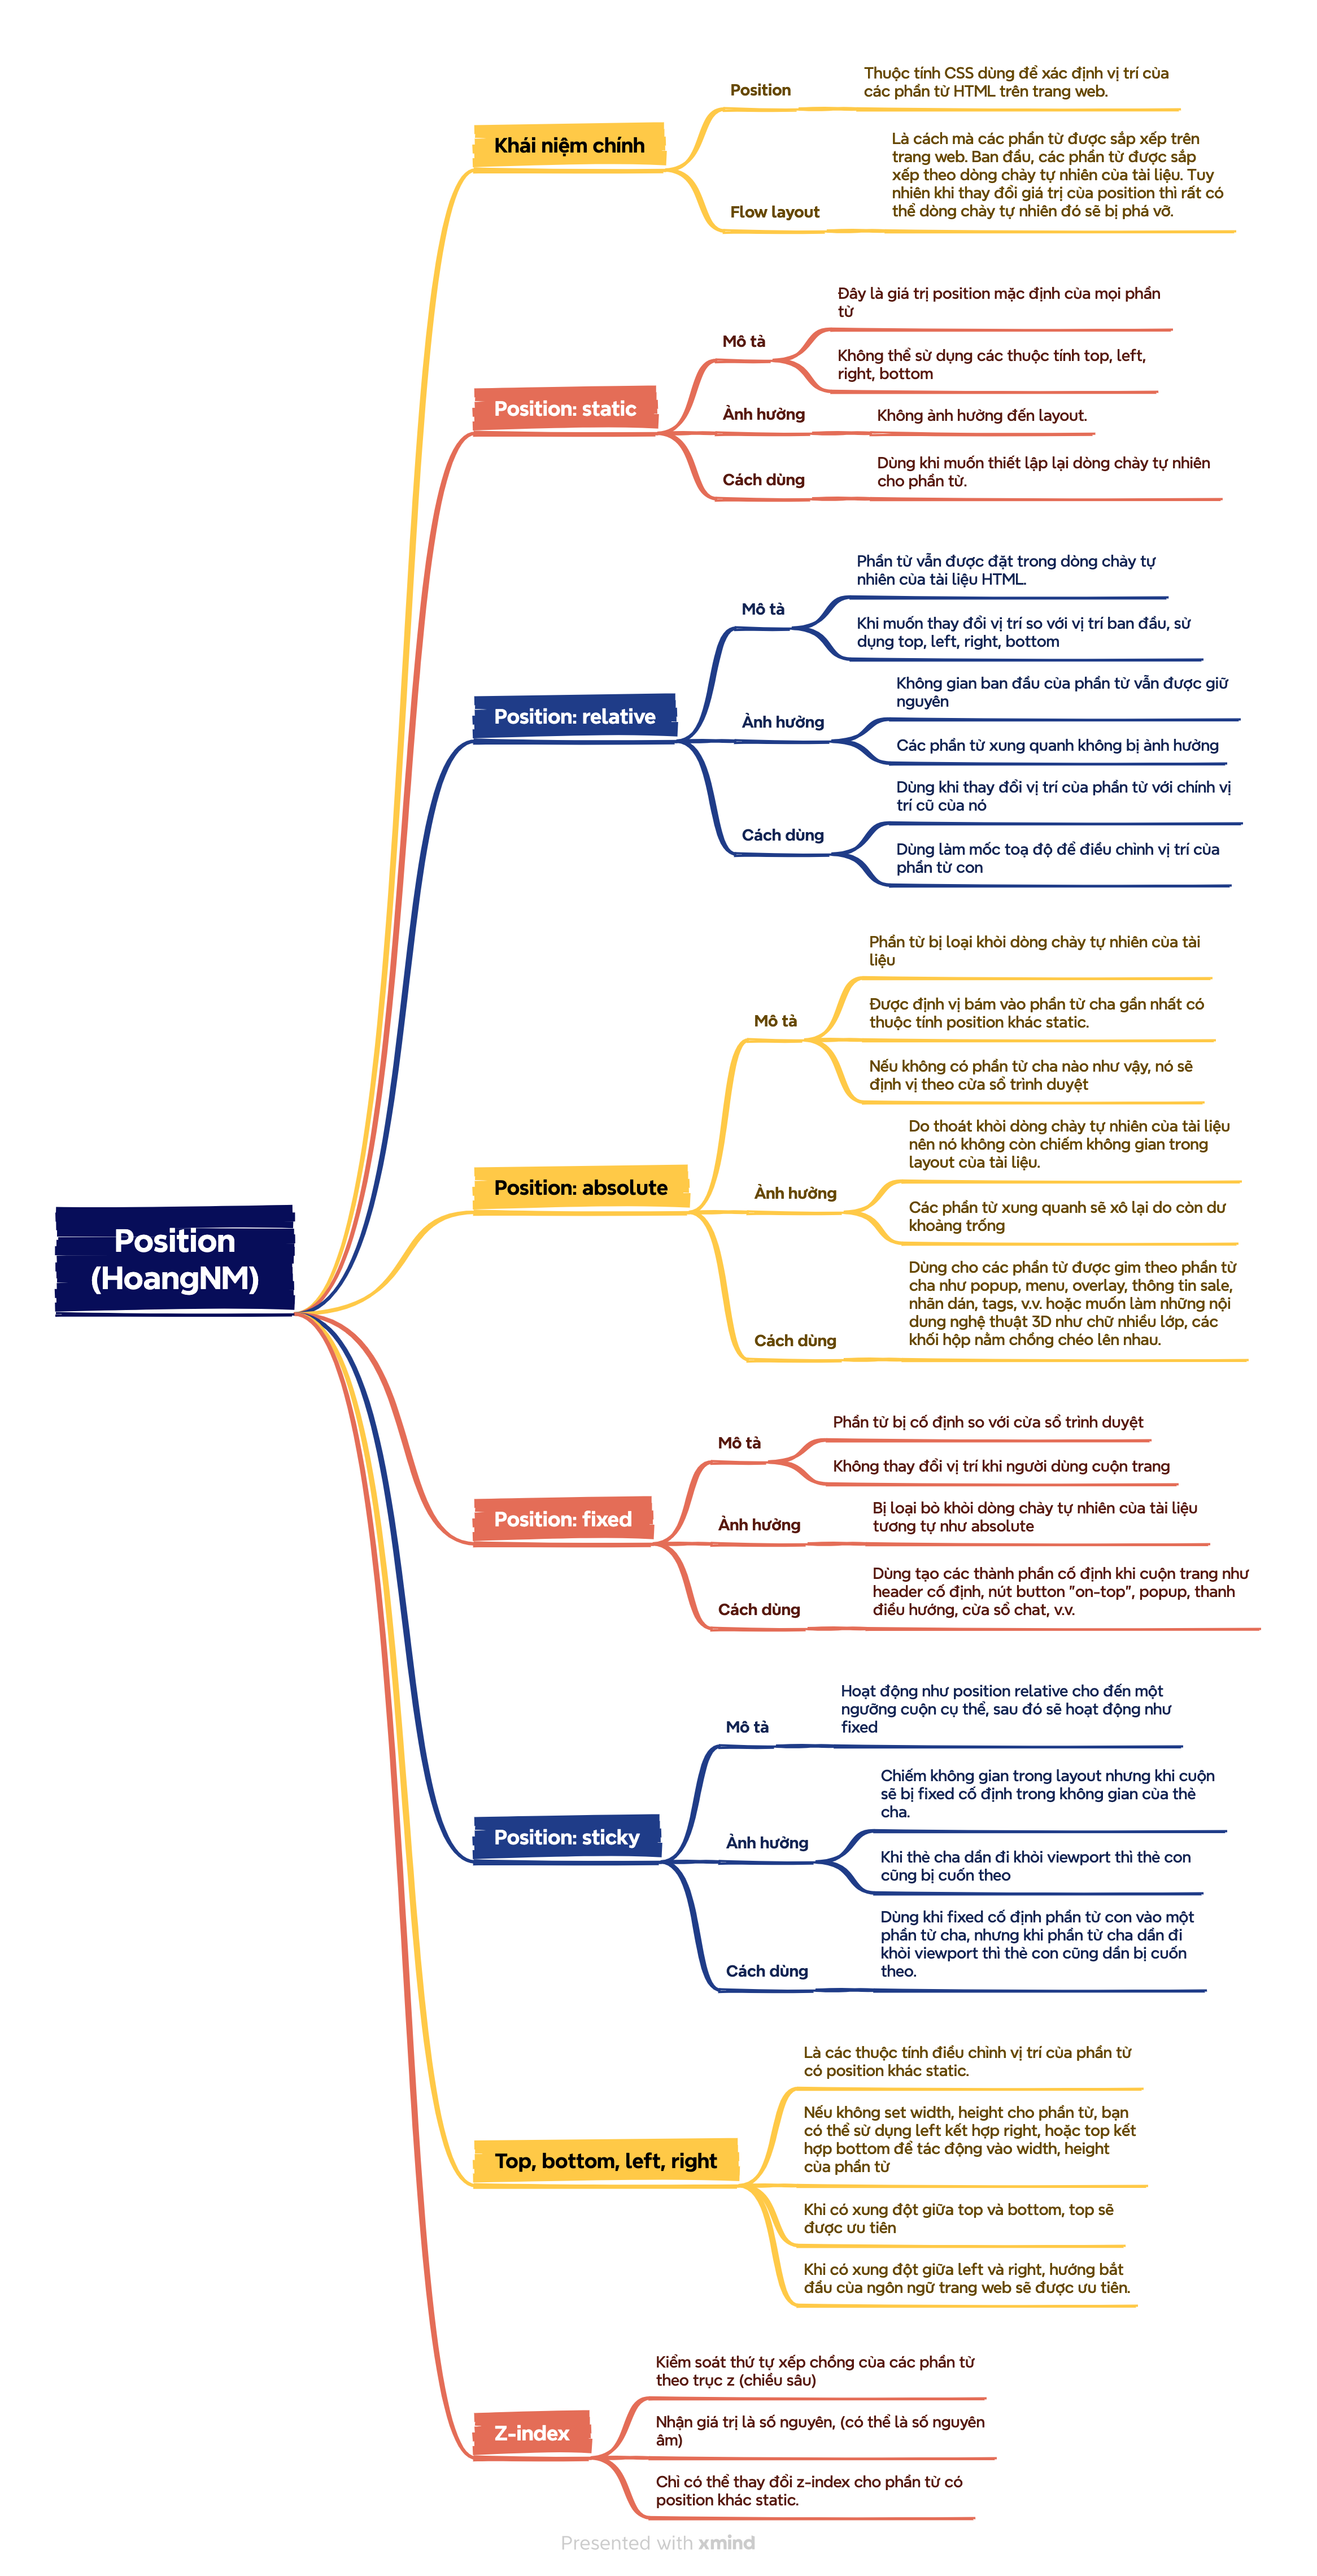 Position
(HoangNM)
Khái niệm chính
Position
Thuộc tính CSS dùng để xác định vị trí của
các phần tử HTML trên trang web.
Flow layout
Là cách mà các phần tử được sắp xếp trên
trang web. Ban đầu, các phần tử được sắp
xếp theo dòng chảy tự nhiên của tài liệu. Tuy
nhiên khi thay đổi giá trị của position thì rất có
thể dòng chảy tự nhiên đó sẽ bị phá vỡ.
Position: static
Mô tả
Đây là giá trị position mặc định của mọi phần
tử
Không thể sử dụng các thuộc tính top, left,
right, bottom
Ảnh hưởng
Không ảnh hưởng đến layout.
Cách dùng
Dùng khi muốn thiết lập lại dòng chảy tự nhiên
cho phần tử.
Position: relative
Mô tả
Phần tử vẫn được đặt trong dòng chảy tự
nhiên của tài liệu HTML.
Khi muốn thay đổi vị trí so với vị trí ban đầu, sử
dụng top, left, right, bottom
Ảnh hưởng
Không gian ban đầu của phần tử vẫn được giữ
nguyên
Các phần tử xung quanh không bị ảnh hưởng
Cách dùng
Dùng khi thay đổi vị trí của phần tử với chính vị
trí cũ của nó
Dùng làm mốc toạ độ để điều chỉnh vị trí của
phần tử con
Position: absolute
Mô tả
Phần tử bị loại khỏi dòng chảy tự nhiên của tài
liệu
Được định vị bám vào phần tử cha gần nhất có
thuộc tính position khác static.
Nếu không có phần tử cha nào như vậy, nó sẽ
định vị theo cửa sổ trình duyệt
Ảnh hưởng
Do thoát khỏi dòng chảy tự nhiên của tài liệu
nên nó không còn chiếm không gian trong
layout của tài liệu.
Các phần tử xung quanh sẽ xô lại do còn dư
khoảng trống
Cách dùng
Dùng cho các phần tử được gim theo phần tử
cha như popup, menu, overlay, thông tin sale,
nhãn dán, tags, v.v. hoặc muốn làm những nội
dung nghệ thuật 3D như chữ nhiều lớp, các
khối hộp nằm chồng chéo lên nhau.
Position: fixed
Mô tả
Phần tử bị cố định so với cửa sổ trình duyệt
Không thay đổi vị trí khi người dùng cuộn trang
Ảnh hưởng
Bị loại bỏ khỏi dòng chảy tự nhiên của tài liệu
tương tự như absolute
Cách dùng
Dùng tạo các thành phần cố định khi cuộn trang như
header cố định, nút button "on-top", popup, thanh
điều hướng, cửa sổ chat, v.v.
Position: sticky
Mô tả
Hoạt động như position relative cho đến một
ngưỡng cuộn cụ thể, sau đó sẽ hoạt động như
fixed
Ảnh hưởng
Chiếm không gian trong layout nhưng khi cuộn
sẽ bị fixed cố định trong không gian của thẻ
cha.
Khi thẻ cha dần đi khỏi viewport thì thẻ con
cũng bị cuốn theo
Cách dùng
Dùng khi fixed cố định phần tử con vào một
phần tử cha, nhưng khi phần tử cha dần đi
khỏi viewport thì thẻ con cũng dần bị cuốn
theo.
Top, bottom, left, right
Là các thuộc tính điều chỉnh vị trí của phần tử
có position khác static.
Nếu không set width, height cho phần tử, bạn
có thể sử dụng left kết hợp right, hoặc top kết
hợp bottom để tác động vào width, height
của phần tử
Khi có xung đột giữa top và bottom, top sẽ
được ưu tiên
Khi có xung đột giữa left và right, hướng bắt
đầu của ngôn ngữ trang web sẽ được ưu tiên.
Z-index
Kiểm soát thứ tự xếp chồng của các phần tử
theo trục z (chiều sâu)
Nhận giá trị là số nguyên, (có thể là số nguyên
âm)
Chỉ có thể thay đổi z-index cho phần tử có
position khác static.
Presented with xmind